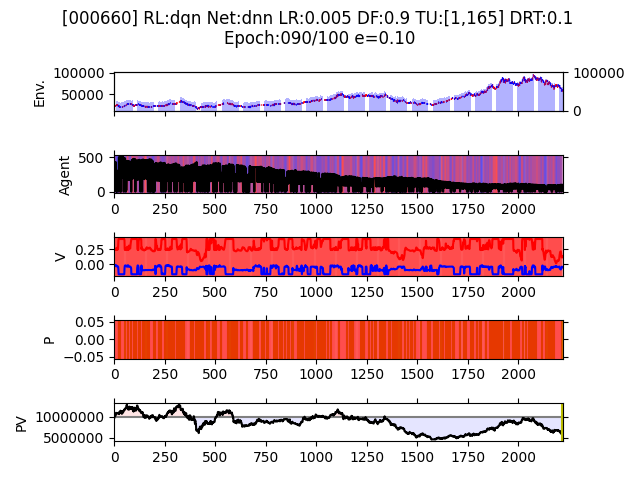 [000660] RL:dqn Net:dnn LR:0.005 DF:0.9 TU:[1,165] DRT:0.1
Epoch:090/100 e=0.10
100000
50000
Env.
100000
0
500
0
Agent
0 250 500 750 1000 1250 1500 1750 2000
0.25
0.00
V
0 250 500 750 1000 1250 1500 1750 2000
0.05
0.00
−0.05
P
0 250 500 750 1000 1250 1500 1750 2000
10000000
5000000
PV
0 250 500 750 1000 1250 1500 1750 2000